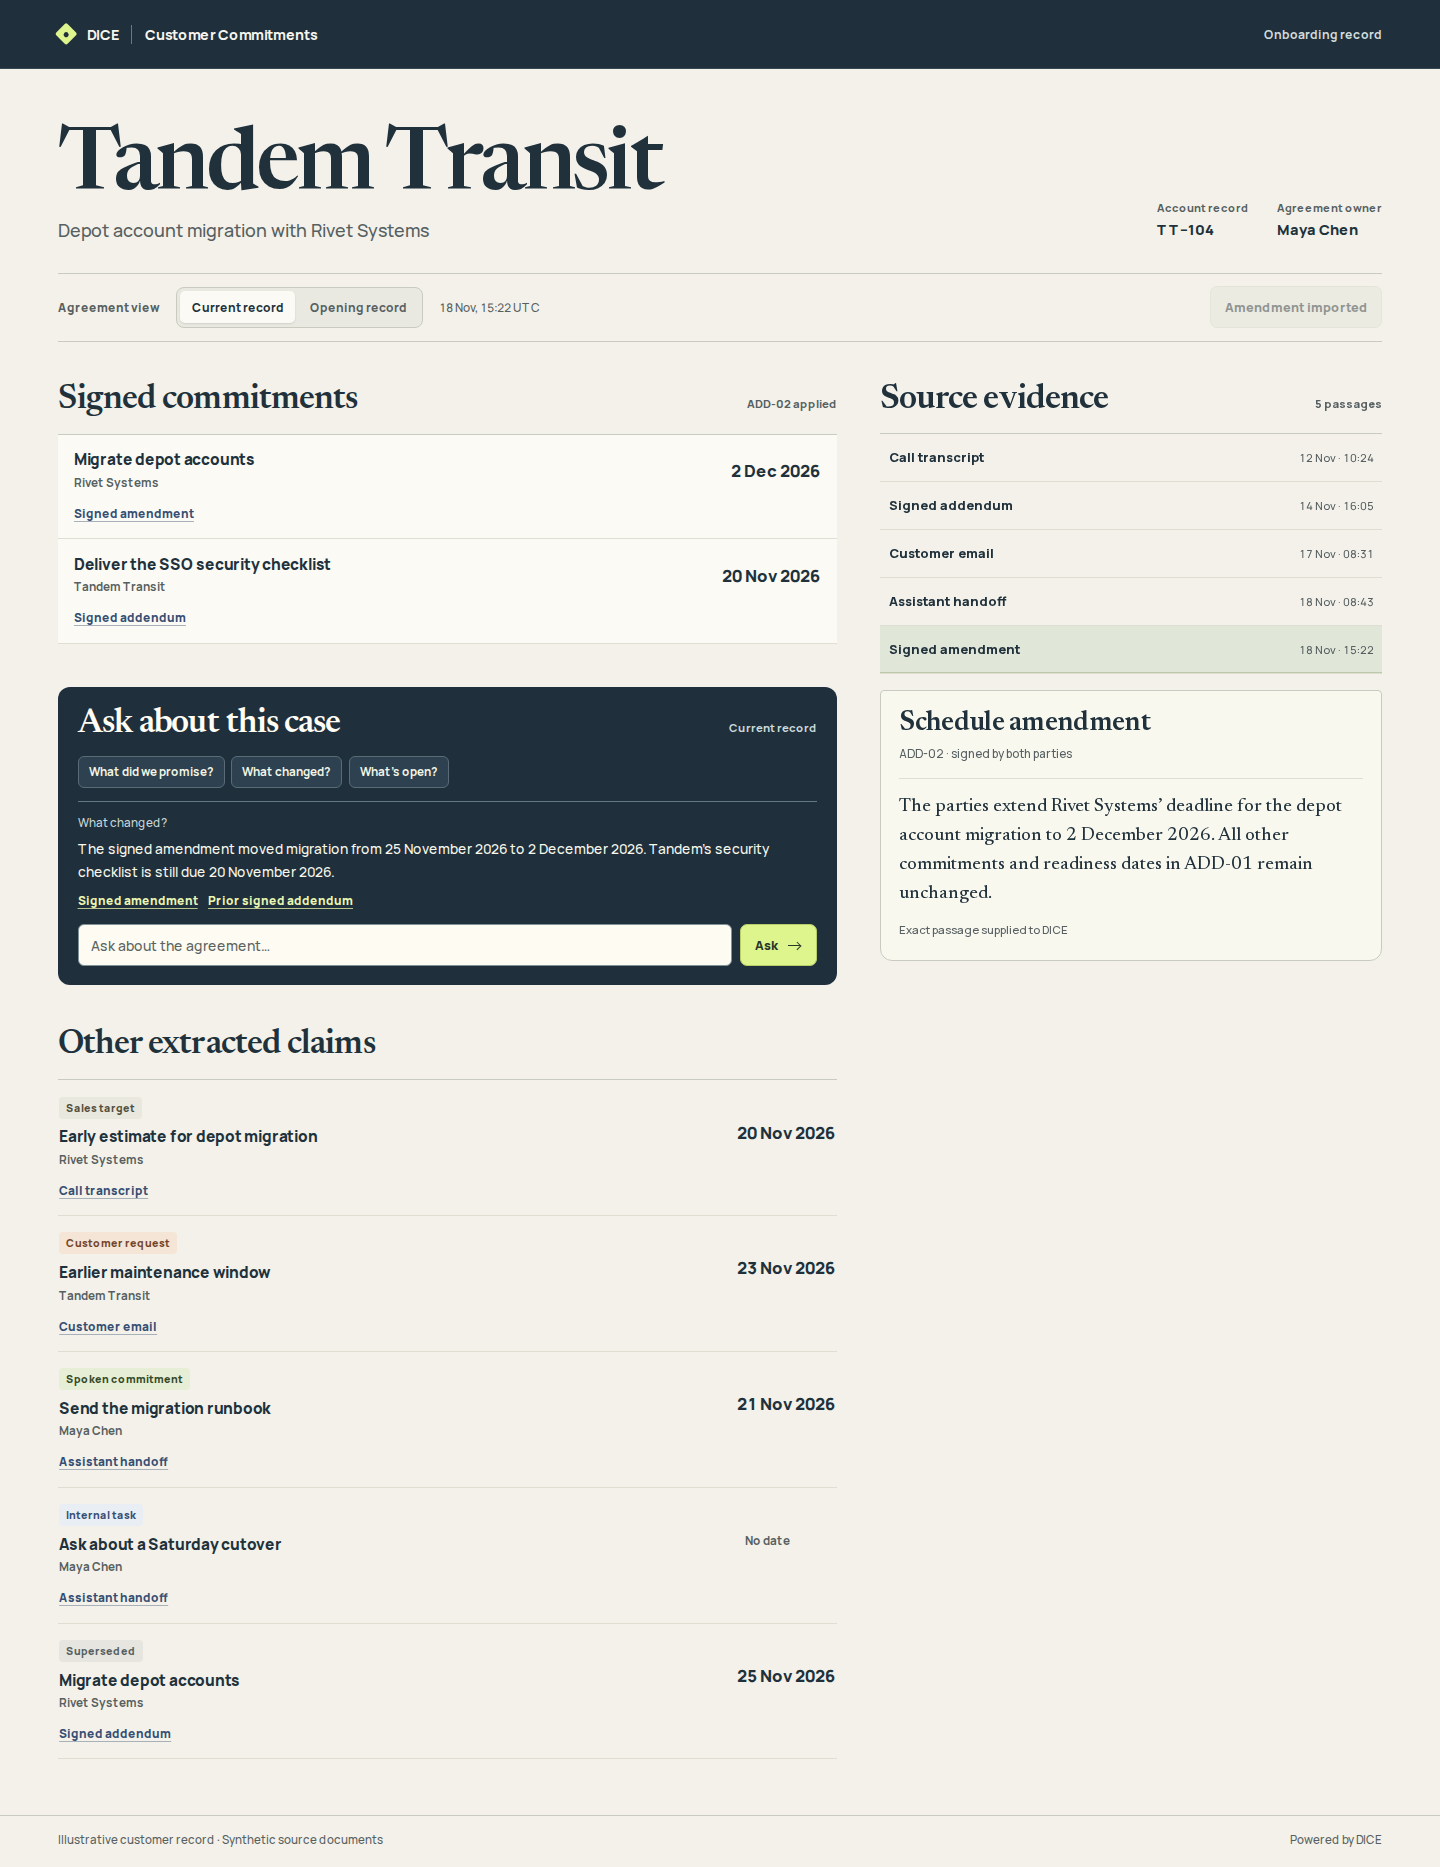 DICE
Customer Commitments
Onboarding record
Tandem Transit
Depot account migration with Rivet Systems
Account record
TT-104
Agreement owner
Maya Chen
Agreement view
Current record
Opening record
18 Nov, 15:22 UTC
Amendment imported
Signed commitments
ADD-02 applied
Migrate depot accounts
Rivet Systems
Signed amendment
2 Dec 2026
Deliver the SSO security checklist
Tandem Transit
Signed addendum
20 Nov 2026
Ask about this case
Current record
What did we promise?
What changed?
What's open?
What changed?
The signed amendment moved migration from 25 November 2026 to 2 December 2026. Tandem's security
checklist is still due 20 November 2026.
Signed amendment
Prior signed addendum
Ask about the agreement…
Ask →
Other extracted claims
Sales target
Early estimate for depot migration
Rivet Systems
Call transcript
20 Nov 2026
Customer request
Earlier maintenance window
Tandem Transit
Customer email
23 Nov 2026
Spoken commitment
Send the migration runbook
Maya Chen
Assistant handoff
21 Nov 2026
Internal task
Ask about a Saturday cutover
Maya Chen
Assistant handoff
No date
Superseded
Migrate depot accounts
Rivet Systems
Signed addendum
25 Nov 2026
Source evidence
5 passages
Call transcript
12 Nov · 10:24
Signed addendum
14 Nov · 16:05
Customer email
17 Nov · 08:31
Assistant handoff
18 Nov · 08:43
Signed amendment
18 Nov · 15:22
Schedule amendment
ADD-02 · signed by both parties
The parties extend Rivet Systems' deadline for the depot
account migration to 2 December 2026. All other
commitments and readiness dates in ADD-01 remain
unchanged.
Exact passage supplied to DICE
Illustrative customer record · Synthetic source documents
Powered by DICE